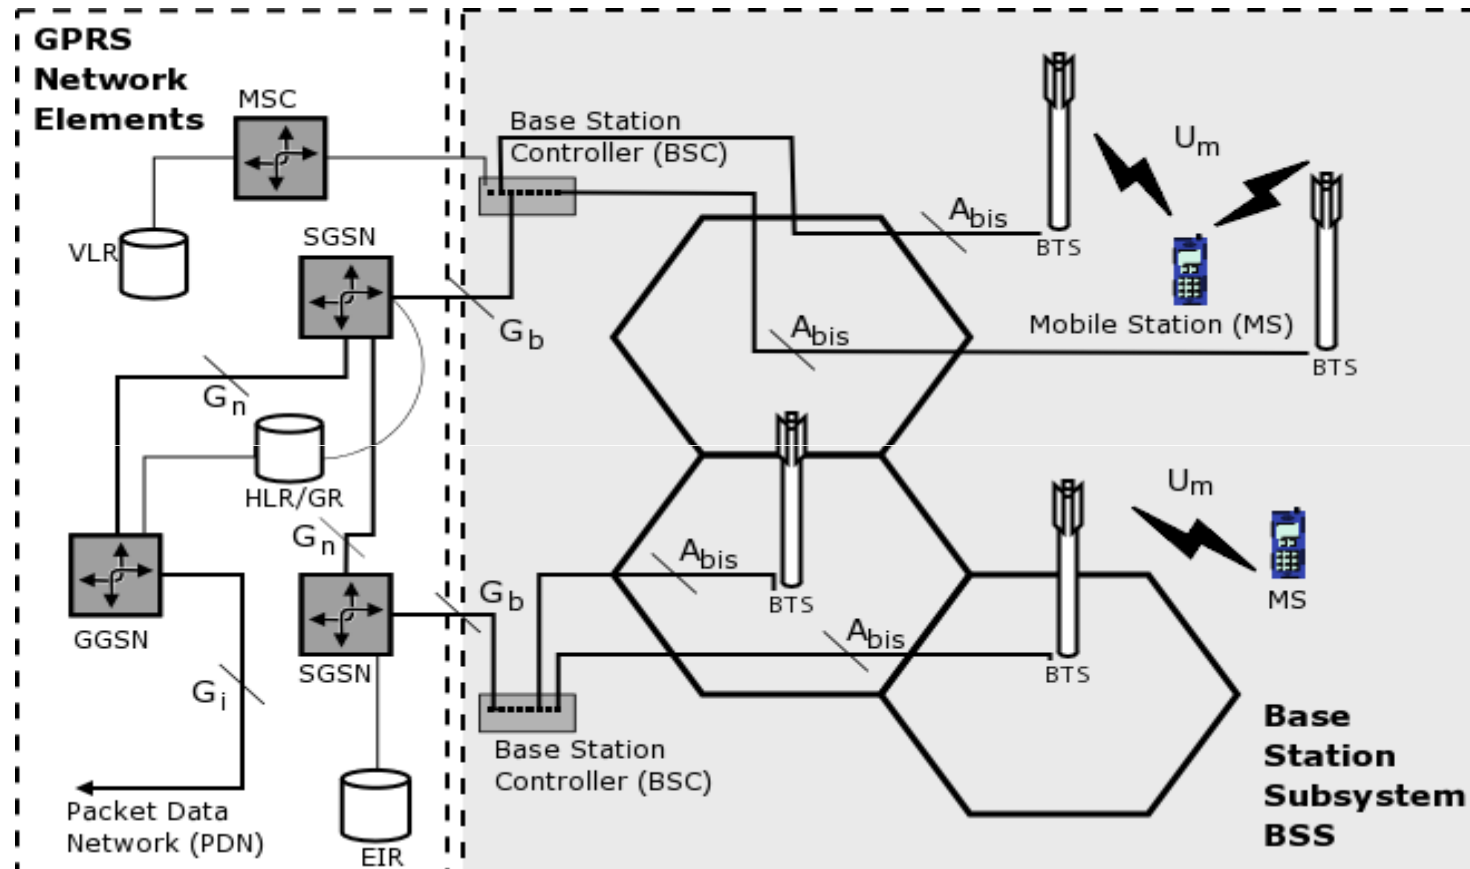 GPRS
Network
Elements
MSC
VLR
SGSN
Gn
HLR/GR
Gn
GGSN
SGSN
Gi
Packet Data
Network (PDN)
EIR
Base Station
Controller (BSC)
Gb
Abis
BTS
Um
Mobile Station (MS)
Abis
BTS
Abis
BTS
Um
MS
Gb
Abis
BTS
Base Station
Controller (BSC)
Base
Station
Subsystem
BSS